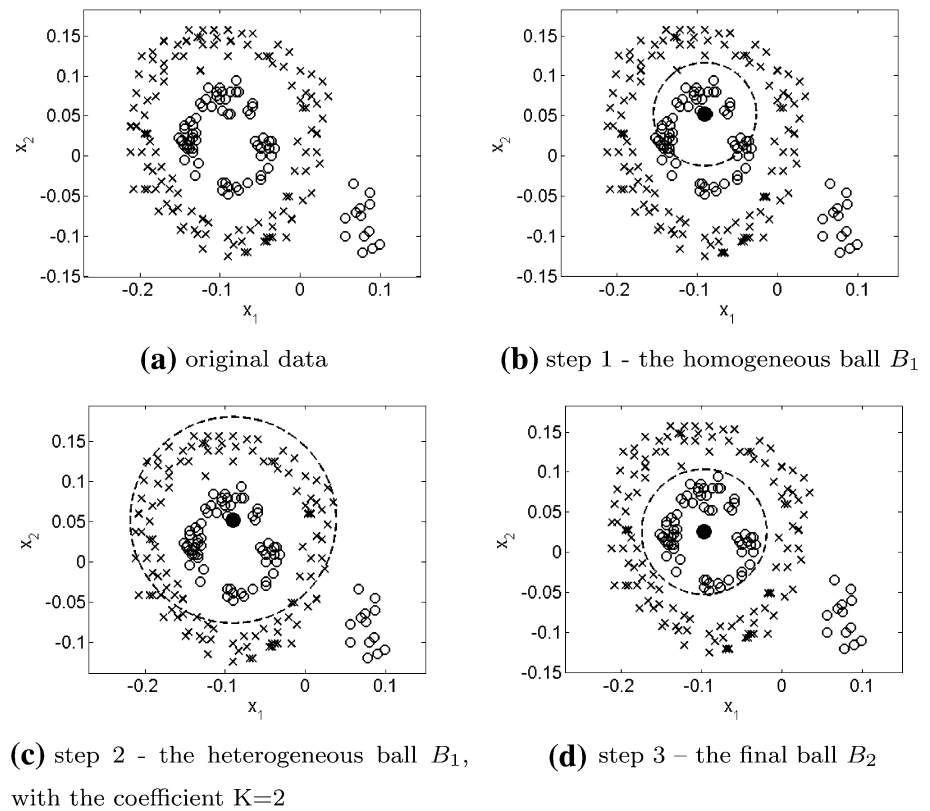 0.15
0.1
0.05
0
-0.05
-0.1
-0.15
x2
-0.2 -0.1 0 0.1
x1
(a) original data
0.15
0.1
0.05
0
-0.05
-0.1
-0.15
x2
-0.2 -0.1 0 0.1
x1
(b) step 1 - the homogeneous ball B1
0.15
0.1
0.05
0
-0.05
-0.1
x2
-0.2 -0.1 0 0.1
x1
(c) step 2 - the heterogeneous ball B1,
with the coefficient K=2
0.15
0.1
0.05
0
-0.05
-0.1
-0.15
x2
-0.2 -0.1 0 0.1
x1
(d) step 3 – the final ball B2